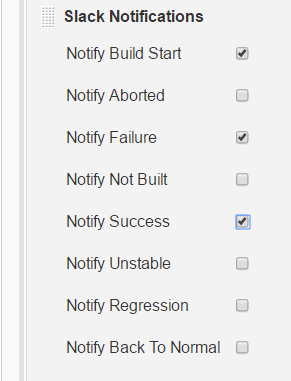 Slack Notifications
Notify Build Start
Notify Aborted
Notify Failure
Notify Not Built
Notify Success
Notify Unstable
Notify Regression
Notify Back To Normal